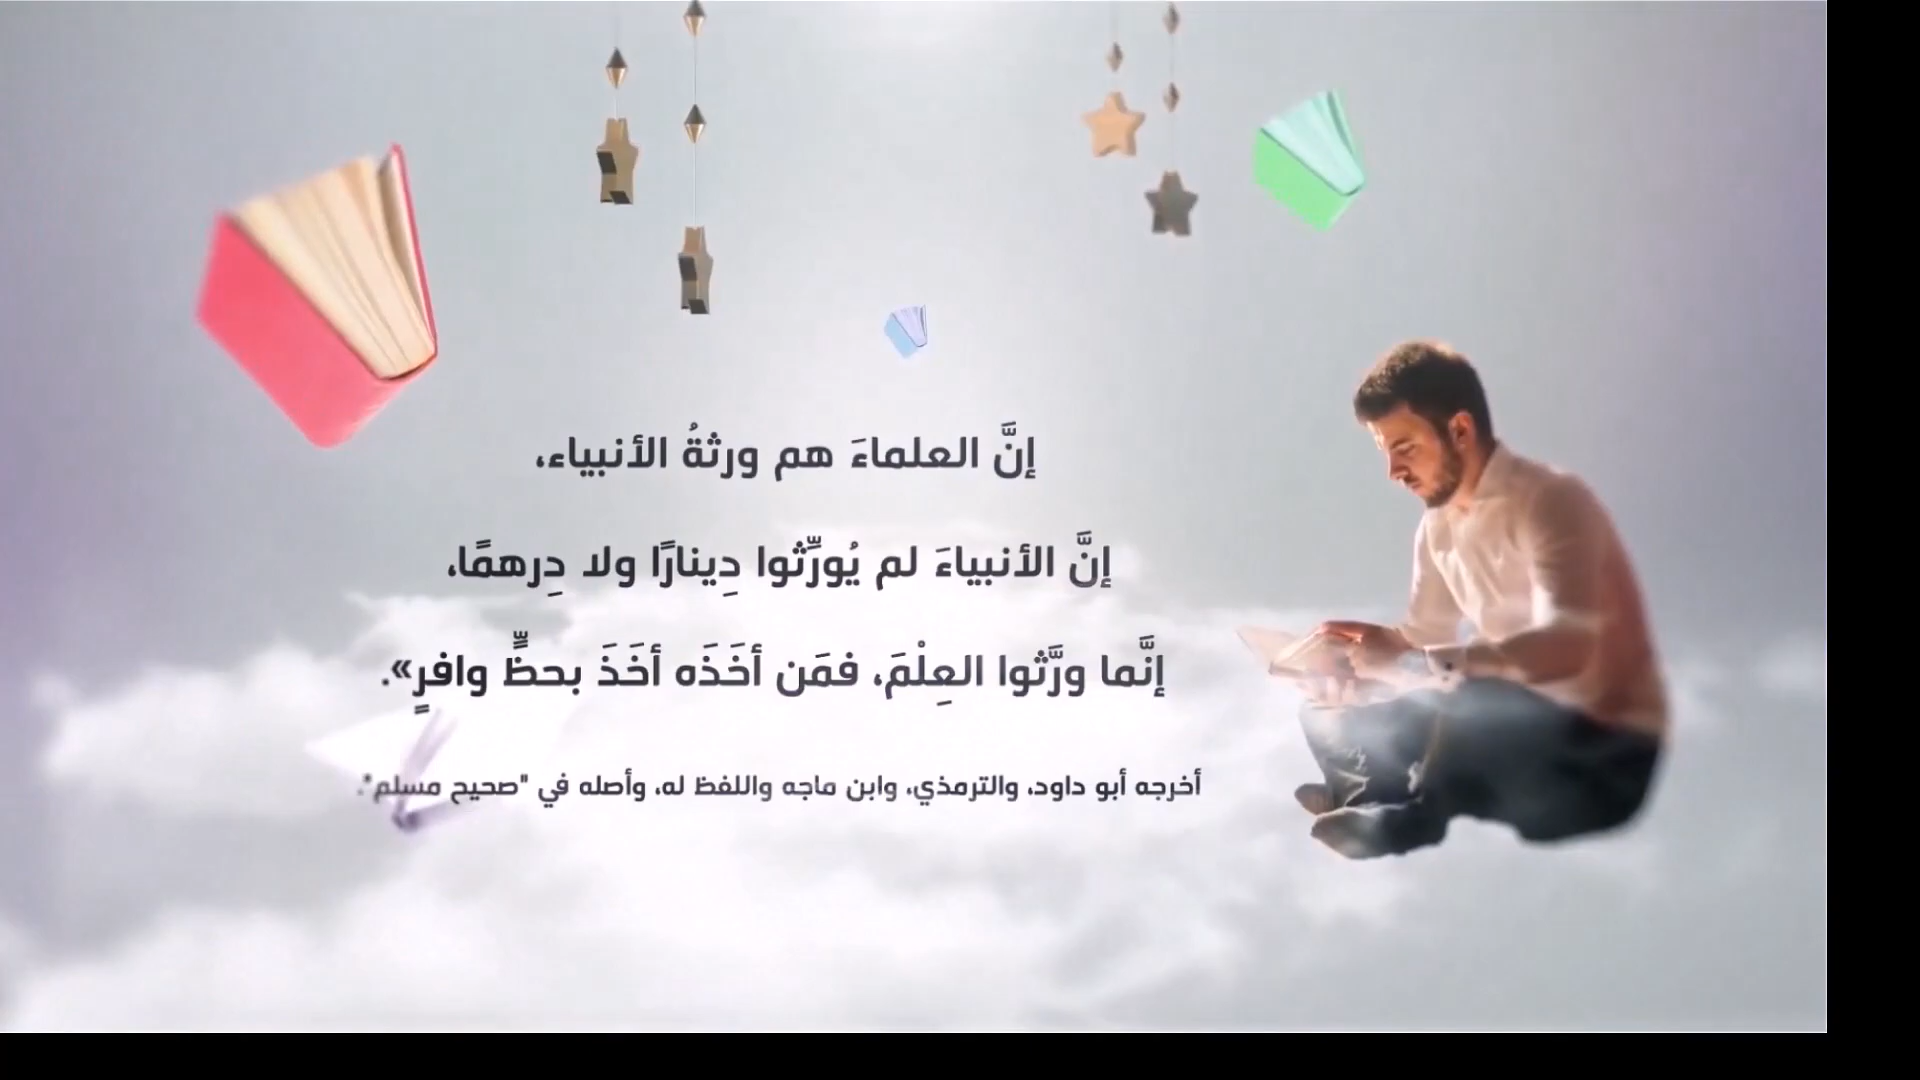 إنَّ العلماءَ هم ورثةُ الأنبياء،
إنَّ الأنبياءَ لم يُورِّثوا دِينارًا ولا دِرهمًا،
إنَّما ورَّثوا العِلْمَ، فمَن أخَذَه أخَذَ بحظٍّ وافرٍ».
أخرجه أبو داود، والترمذي، وابن ماجه واللفظ له، وأصله في "صحيح مسلم".